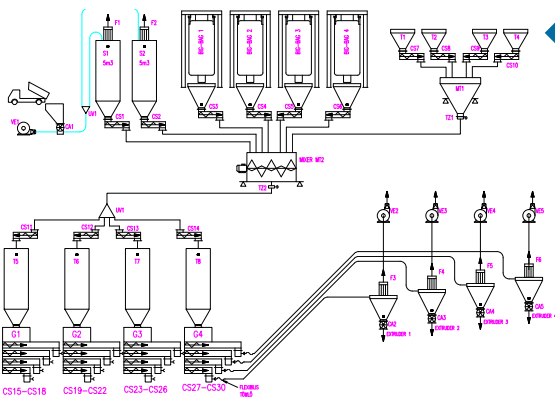 F1
F2
S1
5m3
S2
5m3
BIG-BAG 1
BIG-BAG 2
BIG-BAG 3
BIG-BAG 4
T1
T2
T3
T4
CS7
CS8
CS9
CS10
VE1
CA1
UV1
CS1
CS2
CS3
CS4
CS5
CS6
MT1
TZ1
MIXER MT2
TZ2
UV1
CS11
CS12
CS13
CS14
T5
T6
T7
T8
VE2
VE3
VE4
VE5
F3
F4
F5
F6
CA2
CA3
CA4
CA5
EXTRUDER 1
EXTRUDER 2
EXTRUDER 3
EXTRUDER 4
G1
G2
G3
G4
CS15-CS18
CS19-CS22
CS23-CS26
CS27-CS30
FLEXIBILIS